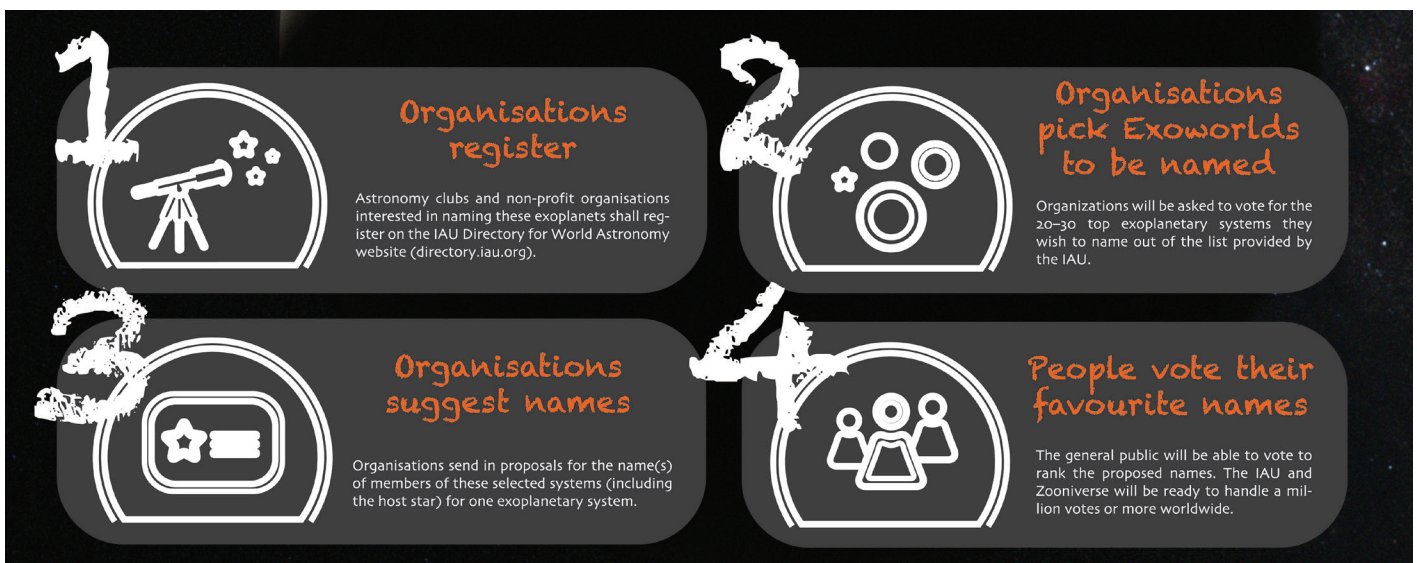 1
Organisations
register
Astronomy clubs and non-profit organisations
interested in naming these exoplanets shall reg-
ister on the IAU Directory for World Astronomy
website (directory.iau.org).
2
Organisations
pick Exoworlds
to be named
Organizations will be asked to vote for the
20–30 top exoplanetary systems they
wish to name out of the list provided by
the IAU.
3
Organisations
suggest names
Organisations send in proposals for the name(s)
of members of these selected systems (including
the host star) for one exoplanetary system.
4
People vote their
favourite names
The general public will be able to vote to
rank the proposed names. The IAU and
Zooniverse will be ready to handle a mil-
lion votes or more worldwide.